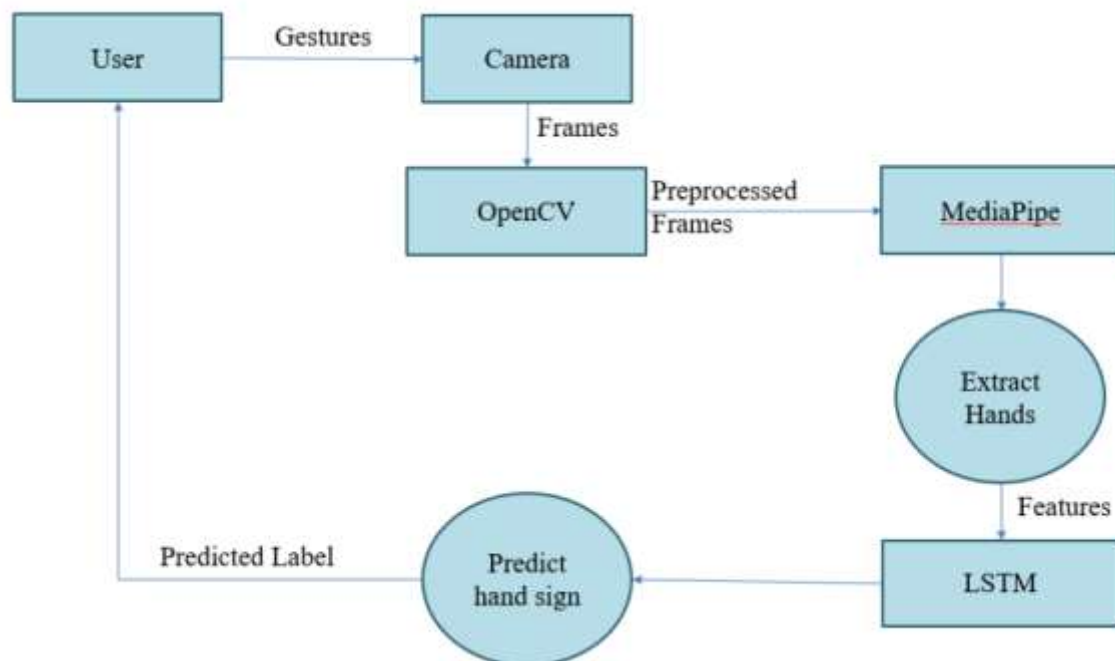 Gestures
User
Camera
Frames
OpenCV
Preprocessed
Frames
MediaPipe
Extract
Hands
Features
LSTM
Predict
hand sign
Predicted Label